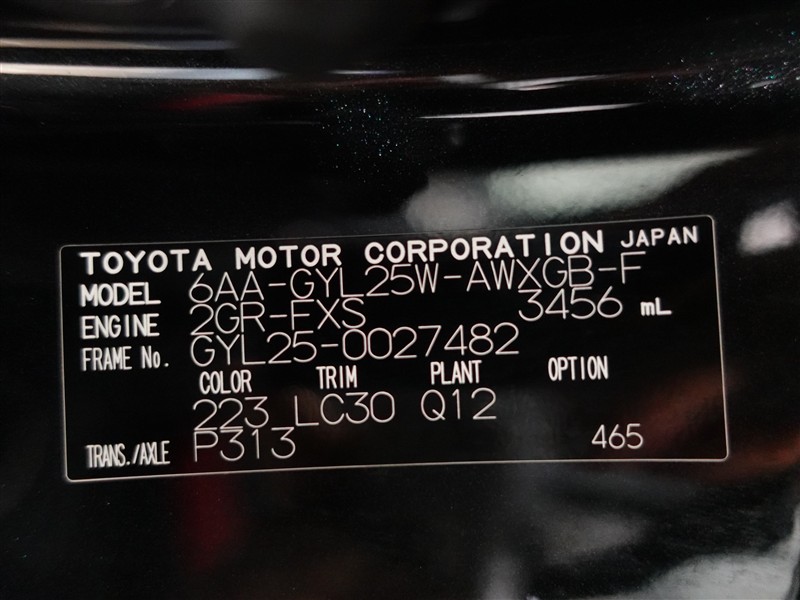 TOYOTA MOTOR CORPORATION JAPAN
MODEL 6AA-GYL25W-AWXGB-F
ENGINE 2GR-FXS 3456 mL
FRAME No. GYL25-0027482
COLOR TRIM PLANT OPTION
223 LC30 Q12
TRANS./AXLE P313 465